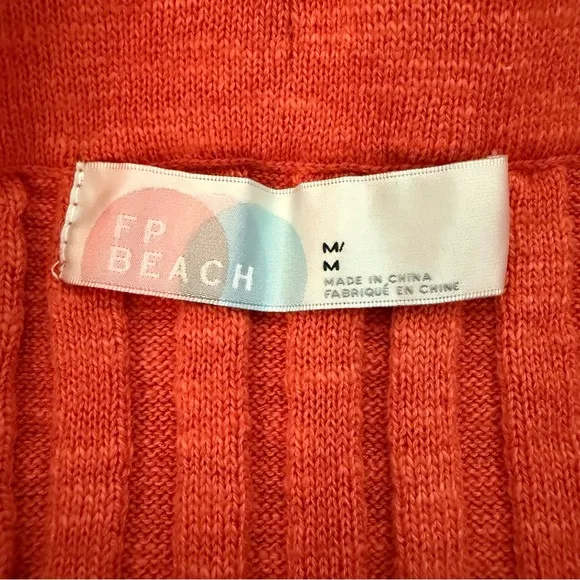 FP
BEACH
M/
M
MADE IN CHINA
FABRIQUÉ EN CHINE